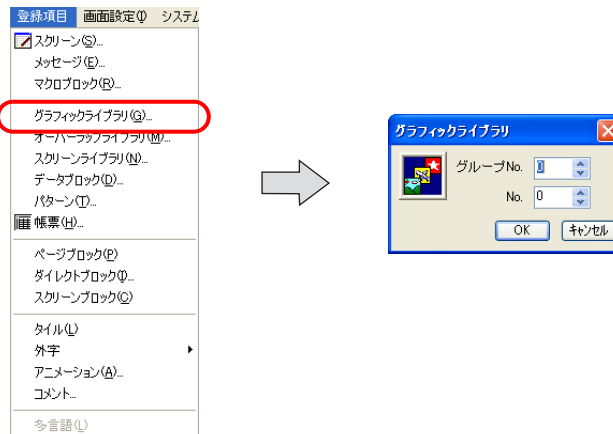 登録項目 画面設定(I) システム
スクリーン(S)...
メッセージ(E)...
マクロブロック(R)...
グラフィックライブラリ(G)...
オーバーラップライブラリ(M)...
スクリーンライブラリ(N)...
データブロック(D)...
パターン(T)...
帳票(H)...
ページブロック(P)
ダイレクトブロック(I)...
スクリーンブロック(C)
タイル(L)
外字
アニメーション(A)...
コメント...
多言語(L)
グラフィックライブラリ
グループNo. 0
No. 0
OK キャンセル